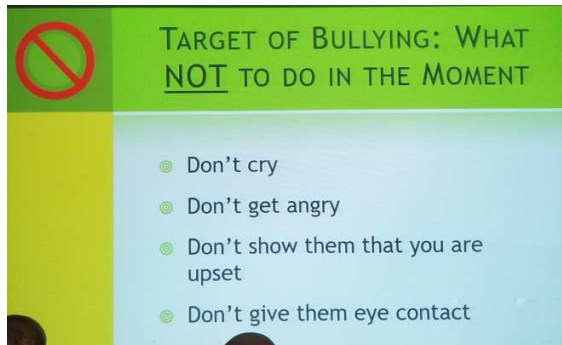 TARGET OF BULLYING: WHAT
NOT TO DO IN THE MOMENT
Don't cry
Don't get angry
Don't show them that you are
upset
Don't give them eye contact